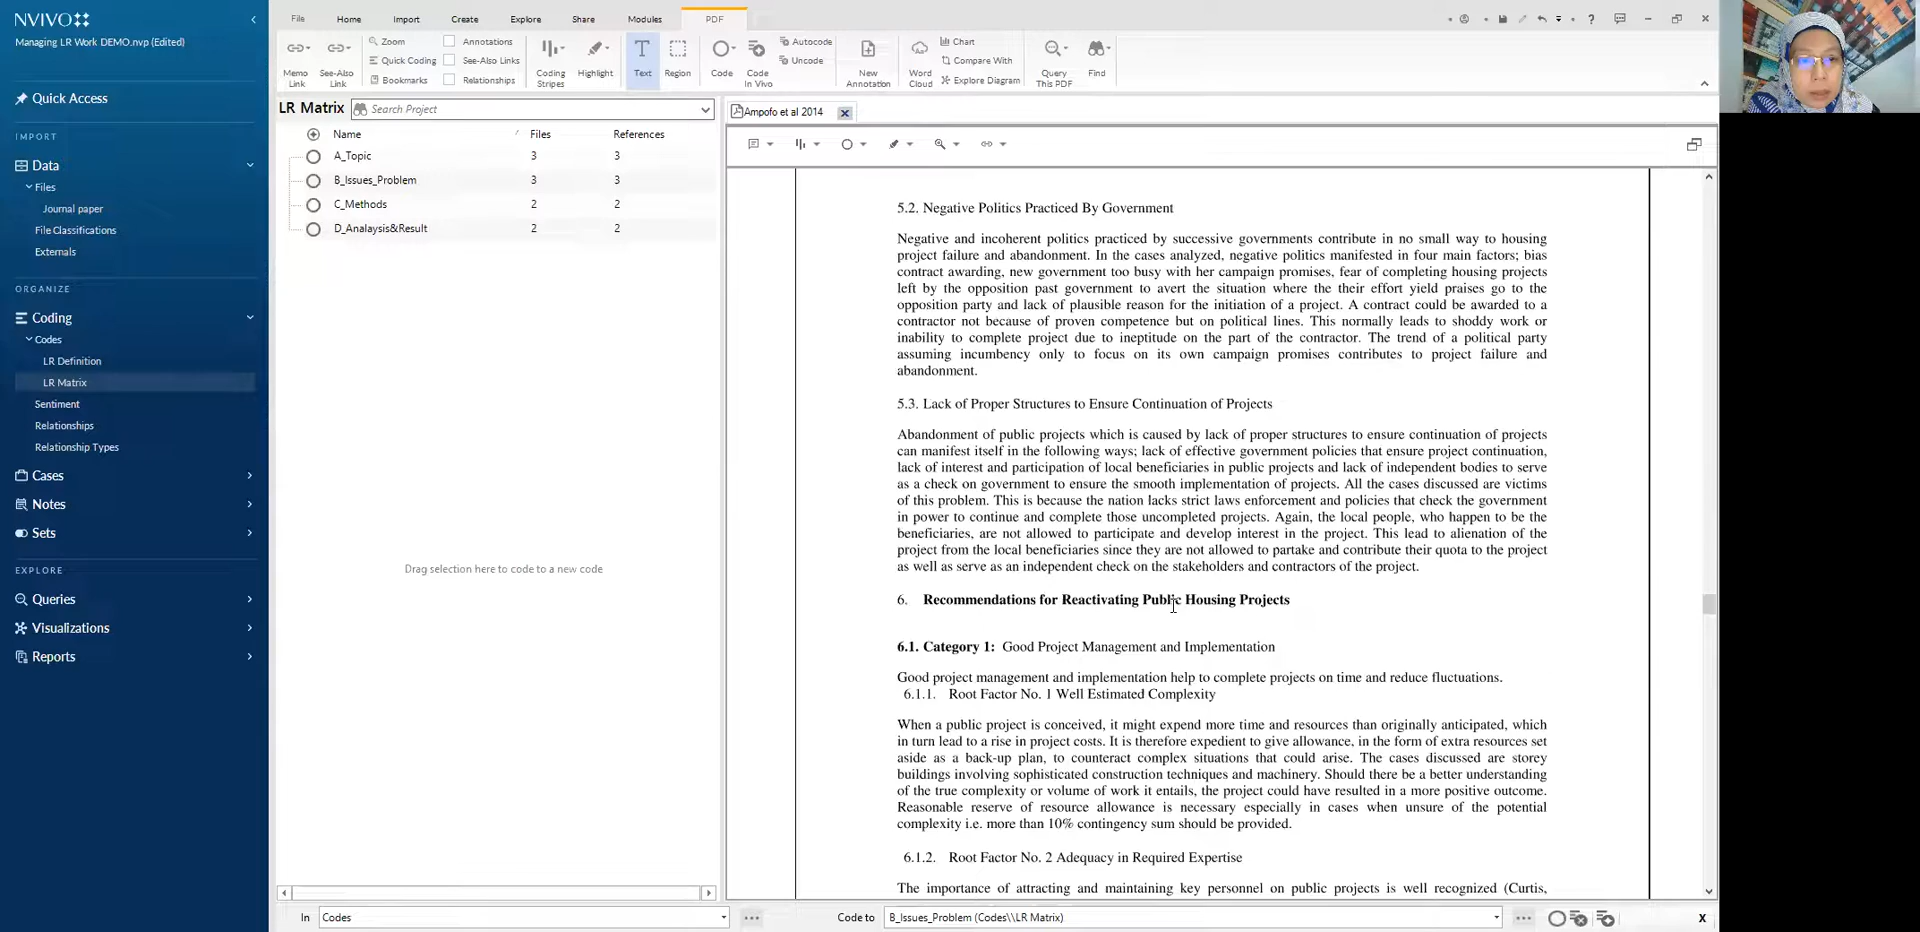 NVIVO
Managing LR Work DEMO.nvp (Edited)
Quick Access
IMPORT
Data
Files
Journal paper
File Classifications
Externals
ORGANIZE
Coding
Codes
LR Definition
LR Matrix
Sentiment
Relationships
Relationship Types
Cases
Notes
Sets
EXPLORE
Queries
Visualizations
Reports
File Home Import Create Explore Share Modules PDF
Memo Link
See-Also Link
Zoom
Quick Coding
Bookmarks
Annotations
See-Also Links
Relationships
Coding Stripes
Highlight
Text
Region
Code
Code In Vivo
Autocode
Uncode
New Annotation
Word Cloud
Chart
Compare With
Explore Diagram
Query This PDF
Find
LR Matrix Search Project
Name Files References
A_Topic 3 3
B_Issues_Problem 3 3
C_Methods 2 2
D_Analaysis&Result 2 2
Drag selection here to code to a new code
Ampofo et al 2014
5.2. Negative Politics Practiced By Government
Negative and incoherent politics practiced by successive governments contribute in no small way to housing
project failure and abandonment. In the cases analyzed, negative politics manifested in four main factors; bias
contract awarding, new government too busy with her campaign promises, fear of completing housing projects
left by the opposition past government to avert the situation where the their effort yield praises go to the
opposition party and lack of plausible reason for the initiation of a project. A contract could be awarded to a
contractor not because of proven competence but on political lines. This normally leads to shoddy work or
inability to complete project due to ineptitude on the part of the contractor. The trend of a political party
assuming incumbency only to focus on its own campaign promises contributes to project failure and
abandonment.
5.3. Lack of Proper Structures to Ensure Continuation of Projects
Abandonment of public projects which is caused by lack of proper structures to ensure continuation of projects
can manifest itself in the following ways; lack of effective government policies that ensure project continuation,
lack of interest and participation of local beneficiaries in public projects and lack of independent bodies to serve
as a check on government to ensure the smooth implementation of projects. All the cases discussed are victims
of this problem. This is because the nation lacks strict laws enforcement and policies that check the government
in power to continue and complete those uncompleted projects. Again, the local people, who happen to be the
beneficiaries, are not allowed to participate and develop interest in the project. This lead to alienation of the
project from the local beneficiaries since they are not allowed to partake and contribute their quota to the project
as well as serve as an independent check on the stakeholders and contractors of the project.
6. Recommendations for Reactivating Public Housing Projects
6.1. Category 1: Good Project Management and Implementation
Good project management and implementation help to complete projects on time and reduce fluctuations.
6.1.1. Root Factor No. 1 Well Estimated Complexity
When a public project is conceived, it might expend more time and resources than originally anticipated, which
in turn lead to a rise in project costs. It is therefore expedient to give allowance, in the form of extra resources set
aside as a back-up plan, to counteract complex situations that could arise. The cases discussed are storey
buildings involving sophisticated construction techniques and machinery. Should there be a better understanding
of the true complexity or volume of work it entails, the project could have resulted in a more positive outcome.
Reasonable reserve of resource allowance is necessary especially in cases when unsure of the potential
complexity i.e. more than 10% contingency sum should be provided.
6.1.2. Root Factor No. 2 Adequacy in Required Expertise
The importance of attracting and maintaining key personnel on public projects is well recognized (Curtis,
In Codes
Code to B_Issues_Problem (Codes\\LR Matrix)
X